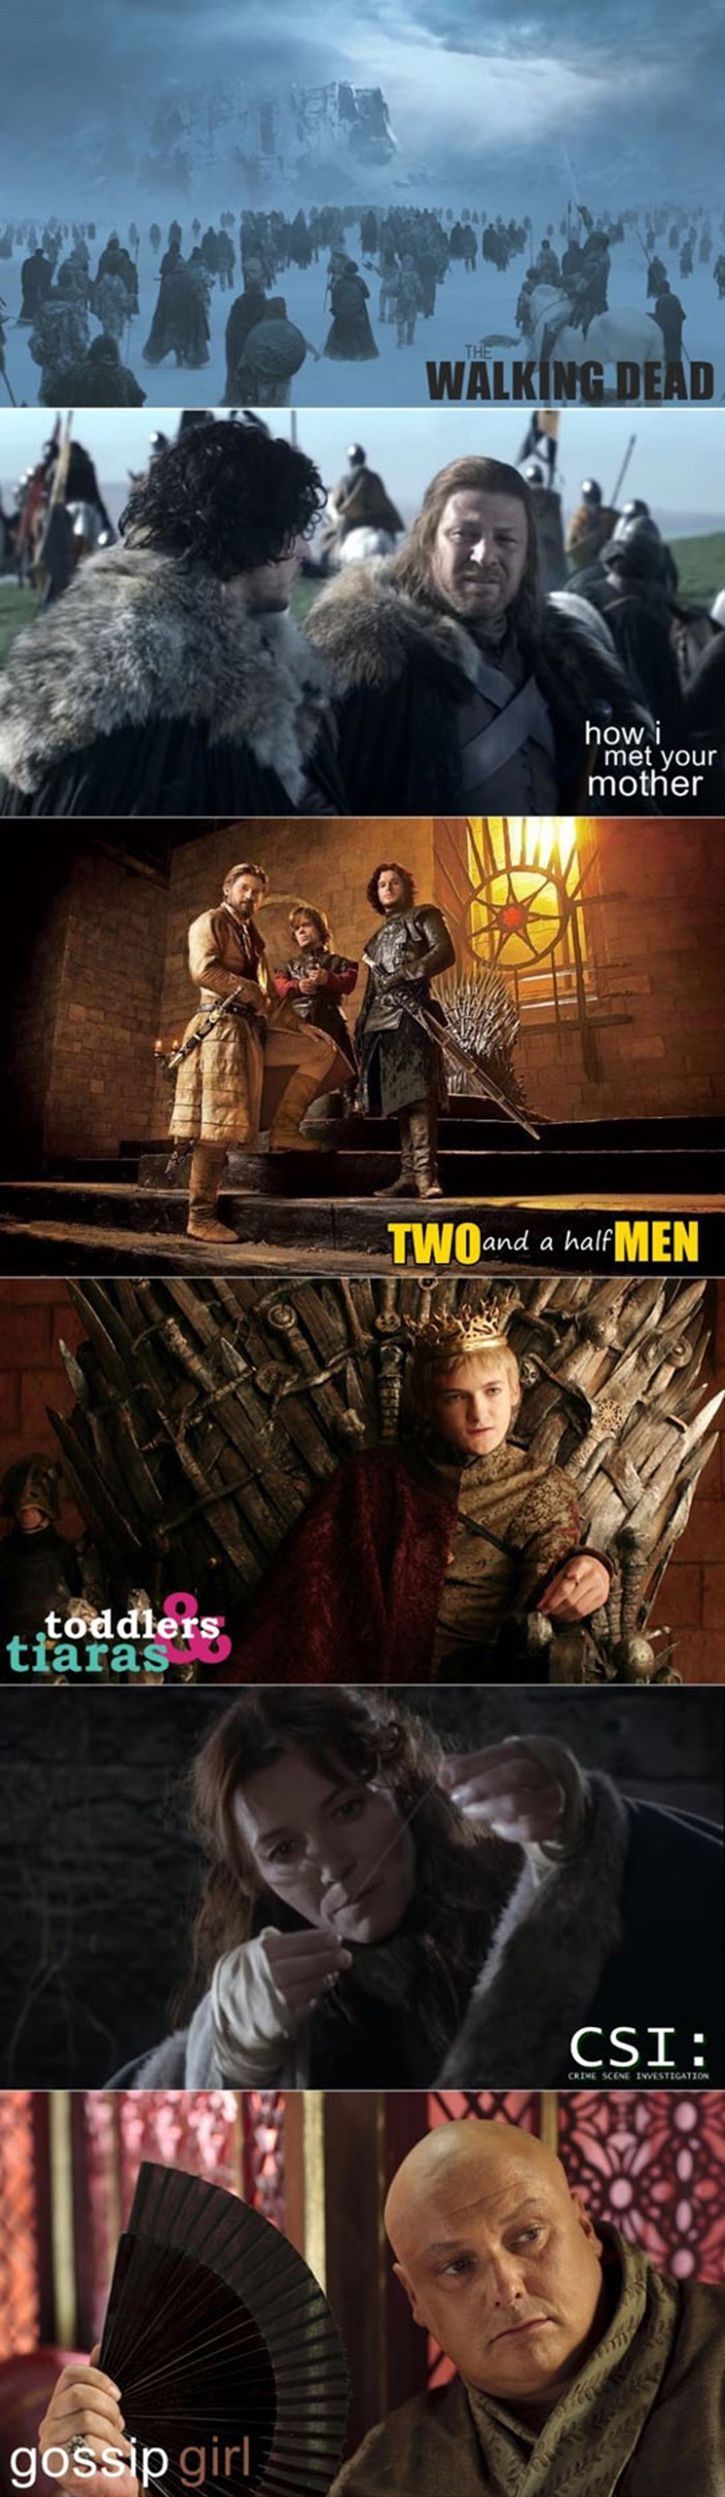 THE
WALKING DEAD
how i
met your
mother
TWO and a half MEN
toddlers &
tiaras
CSI:
CRIME SCENE INVESTIGATION
gossip girl